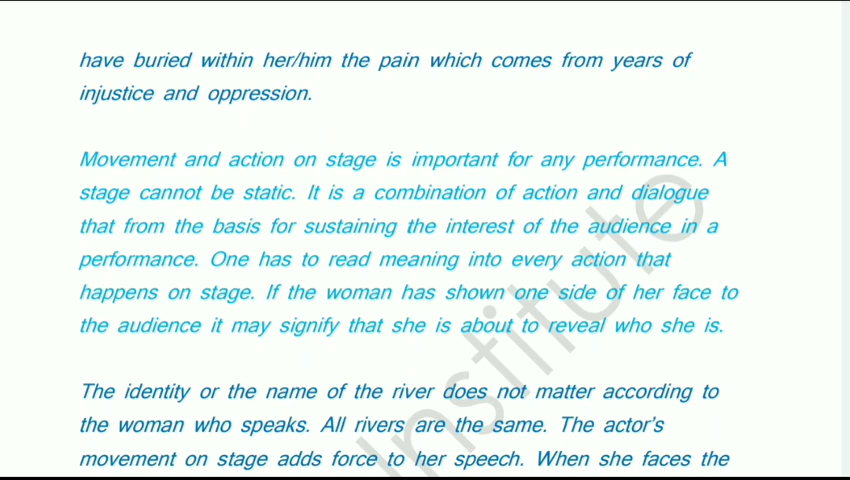 have buried within her/him the pain which comes from years of
injustice and oppression.
Movement and action on stage is important for any performance. A
stage cannot be static. It is a combination of action and dialogue
that from the basis for sustaining the interest of the audience in a
performance. One has to read meaning into every action that
happens on stage. If the woman has shown one side of her face to
the audience it may signify that she is about to reveal who she is.
The identity or the name of the river does not matter according to
the woman who speaks. All rivers are the same. The actor's
movement on stage adds force to her speech. When she faces the
Institute